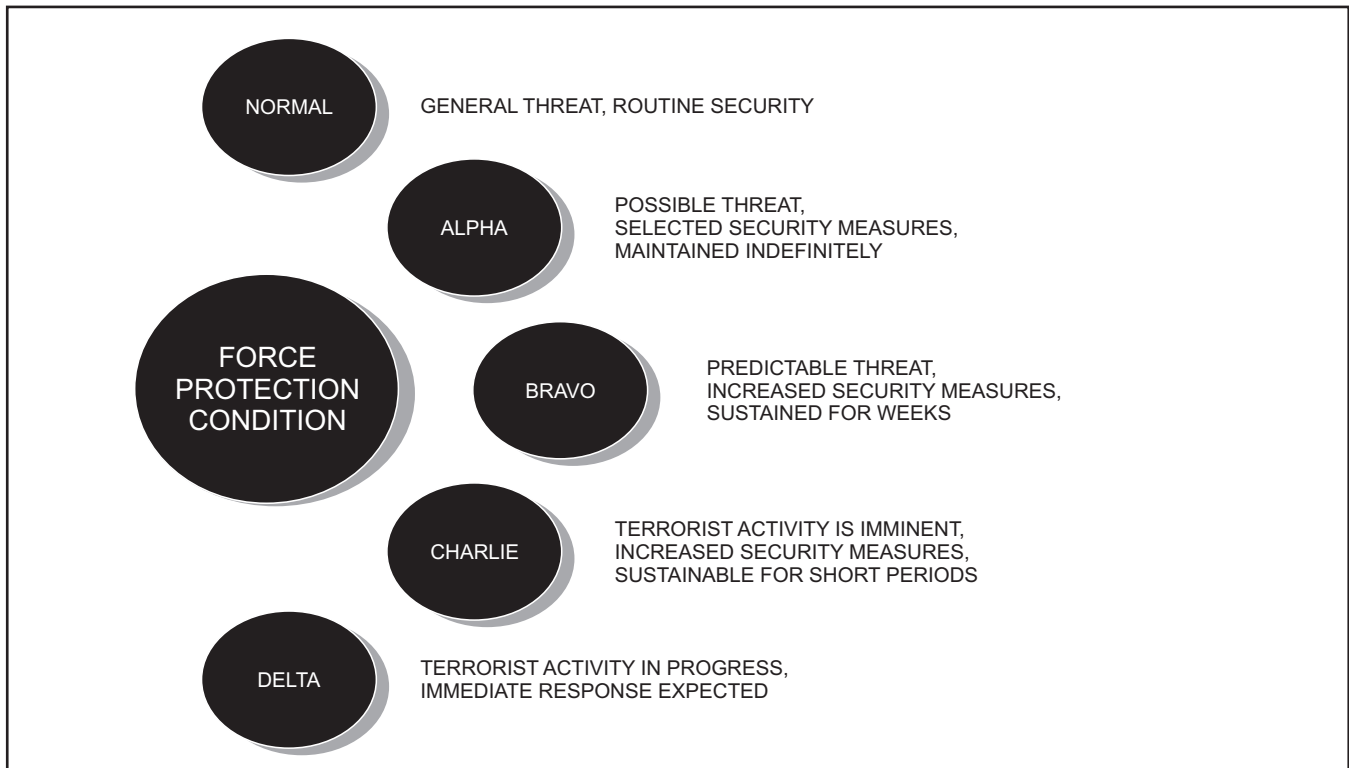 NORMAL
GENERAL THREAT, ROUTINE SECURITY
ALPHA
POSSIBLE THREAT,
SELECTED SECURITY MEASURES,
MAINTAINED INDEFINITELY
FORCE
PROTECTION
CONDITION
BRAVO
PREDICTABLE THREAT,
INCREASED SECURITY MEASURES,
SUSTAINED FOR WEEKS
CHARLIE
TERRORIST ACTIVITY IS IMMINENT,
INCREASED SECURITY MEASURES,
SUSTAINABLE FOR SHORT PERIODS
DELTA
TERRORIST ACTIVITY IN PROGRESS,
IMMEDIATE RESPONSE EXPECTED